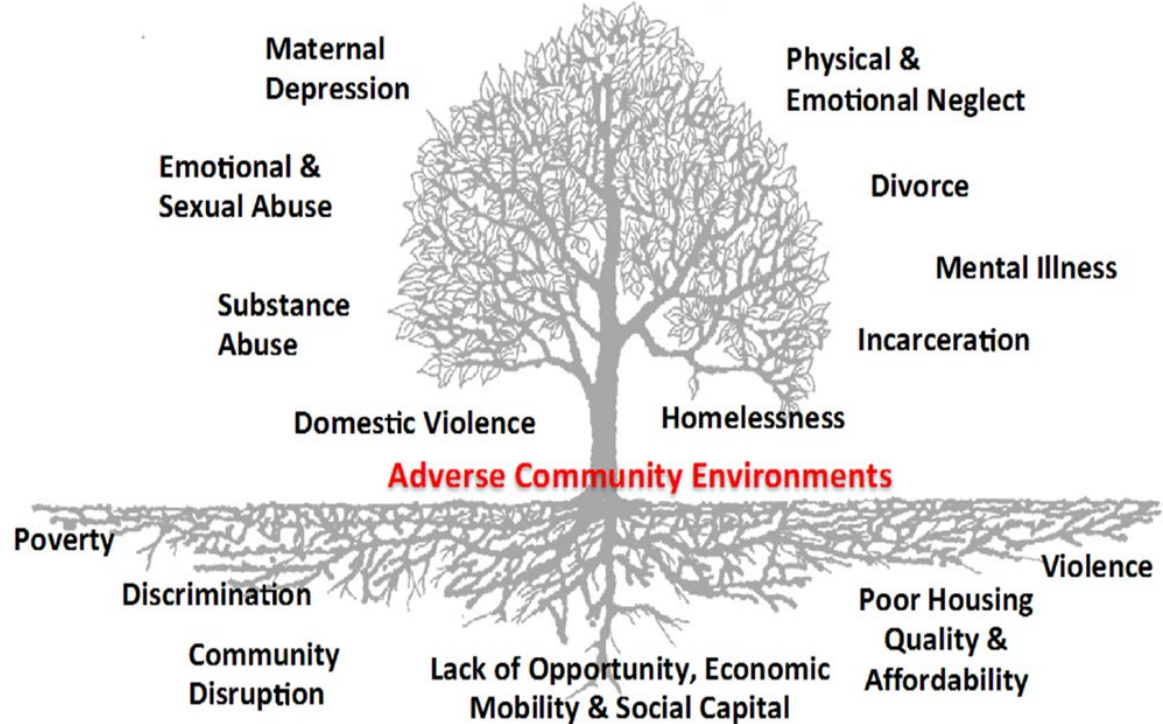 Maternal
Depression
Physical &
Emotional Neglect
Emotional &
Sexual Abuse
Divorce
Mental Illness
Substance
Abuse
Incarceration
Domestic Violence
Homelessness
Adverse Community Environments
Poverty
Violence
Discrimination
Poor Housing
Quality &
Affordability
Community
Disruption
Lack of Opportunity, Economic
Mobility & Social Capital